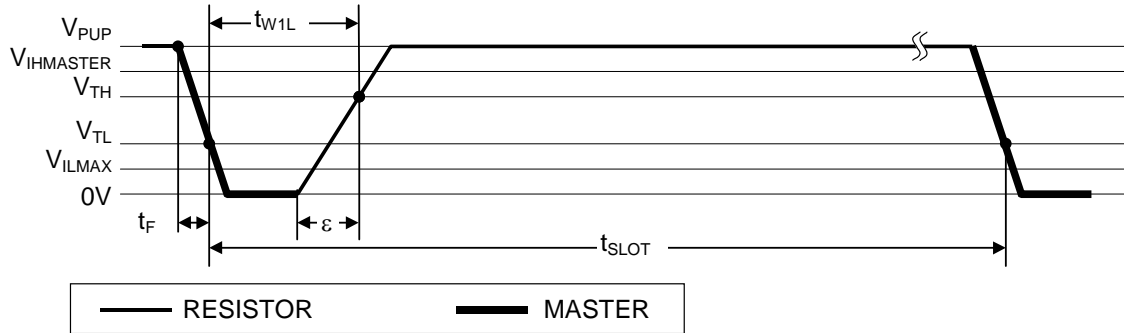 tW1L
VPUP
VIHMASTER
VTH
VTL
VILMAX
0V
tF
ε
tSLOT
RESISTOR
MASTER